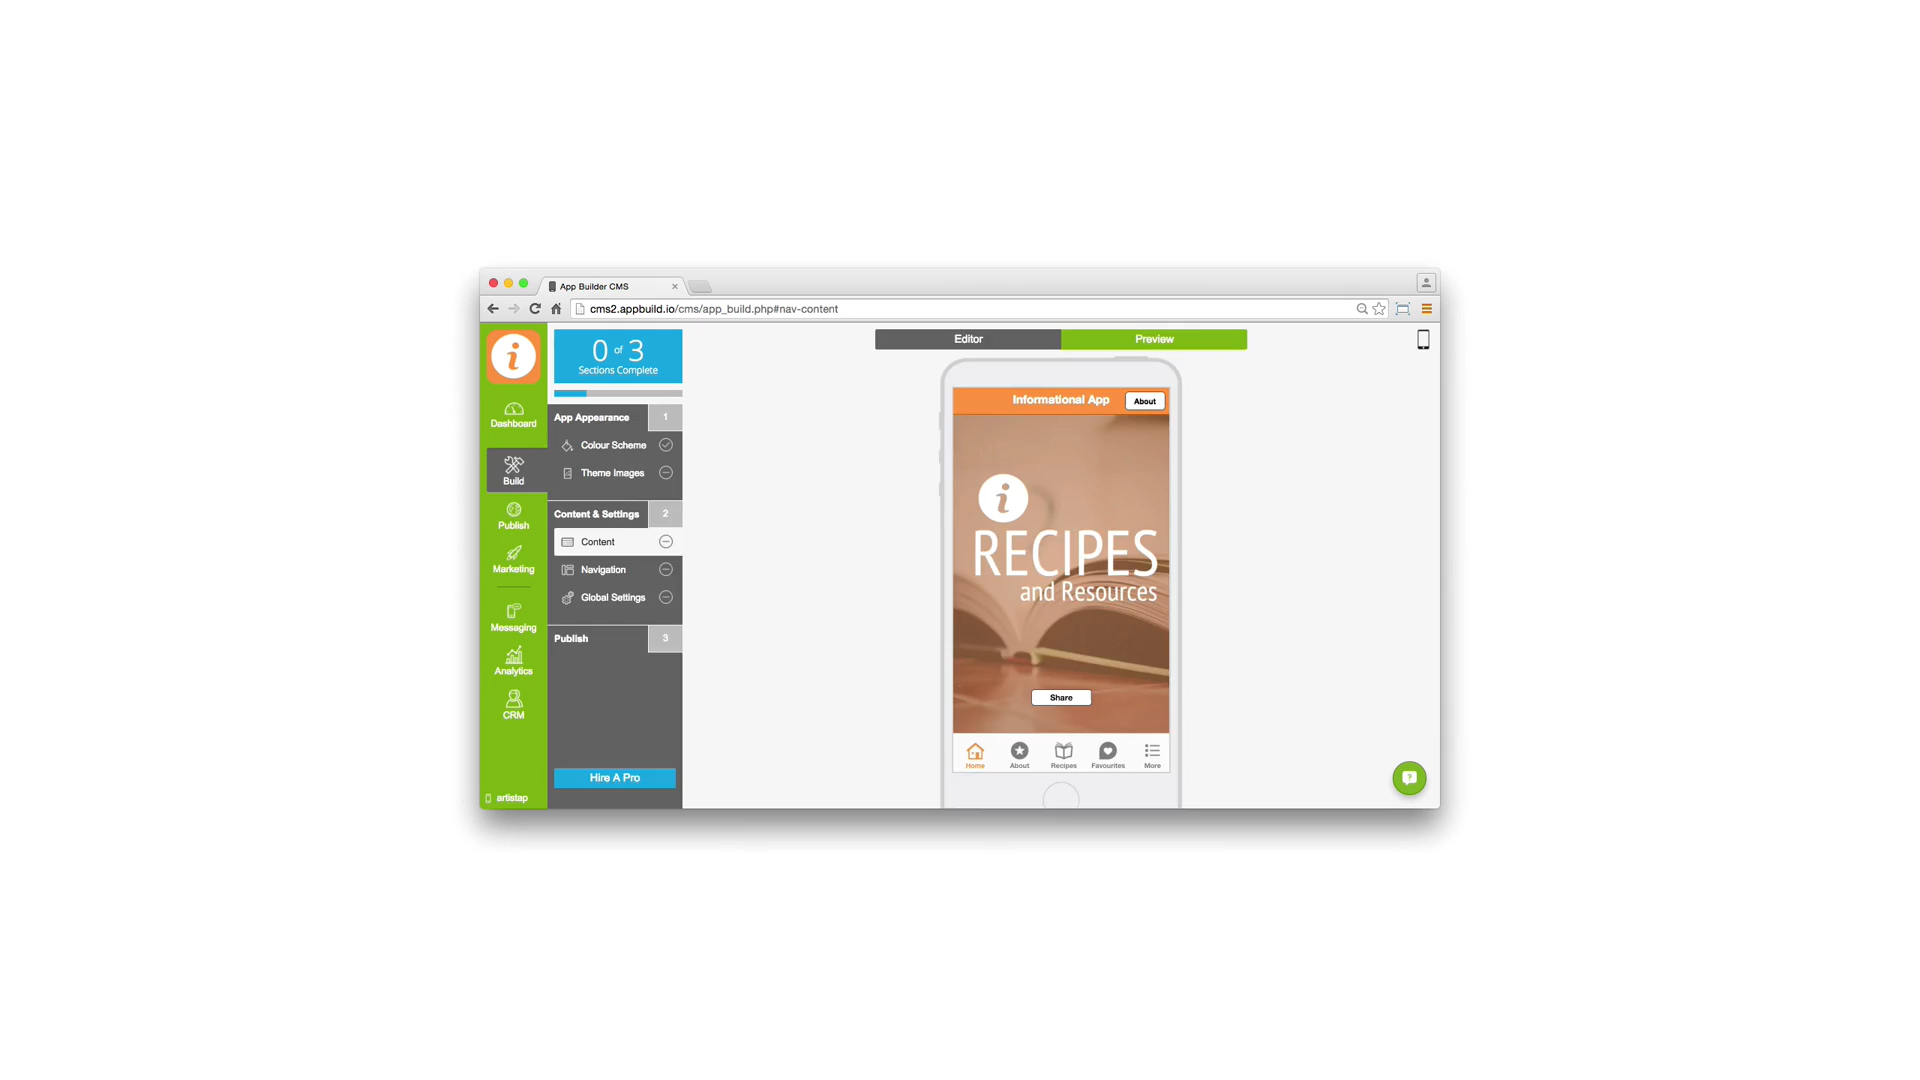 App Builder CMS
cms2.appbuild.io/cms/app_build.php#nav-content
i
Dashboard
Build
Publish
Marketing
Messaging
Analytics
CRM
artistap
0 of 3
Sections Complete
App Appearance 1
Colour Scheme
Theme Images
Content & Settings 2
Content
Navigation
Global Settings
Publish 3
Hire A Pro
Editor
Preview
Informational App
About
i
RECIPES
and Resources
Share
Home
About
Recipes
Favourites
More
?